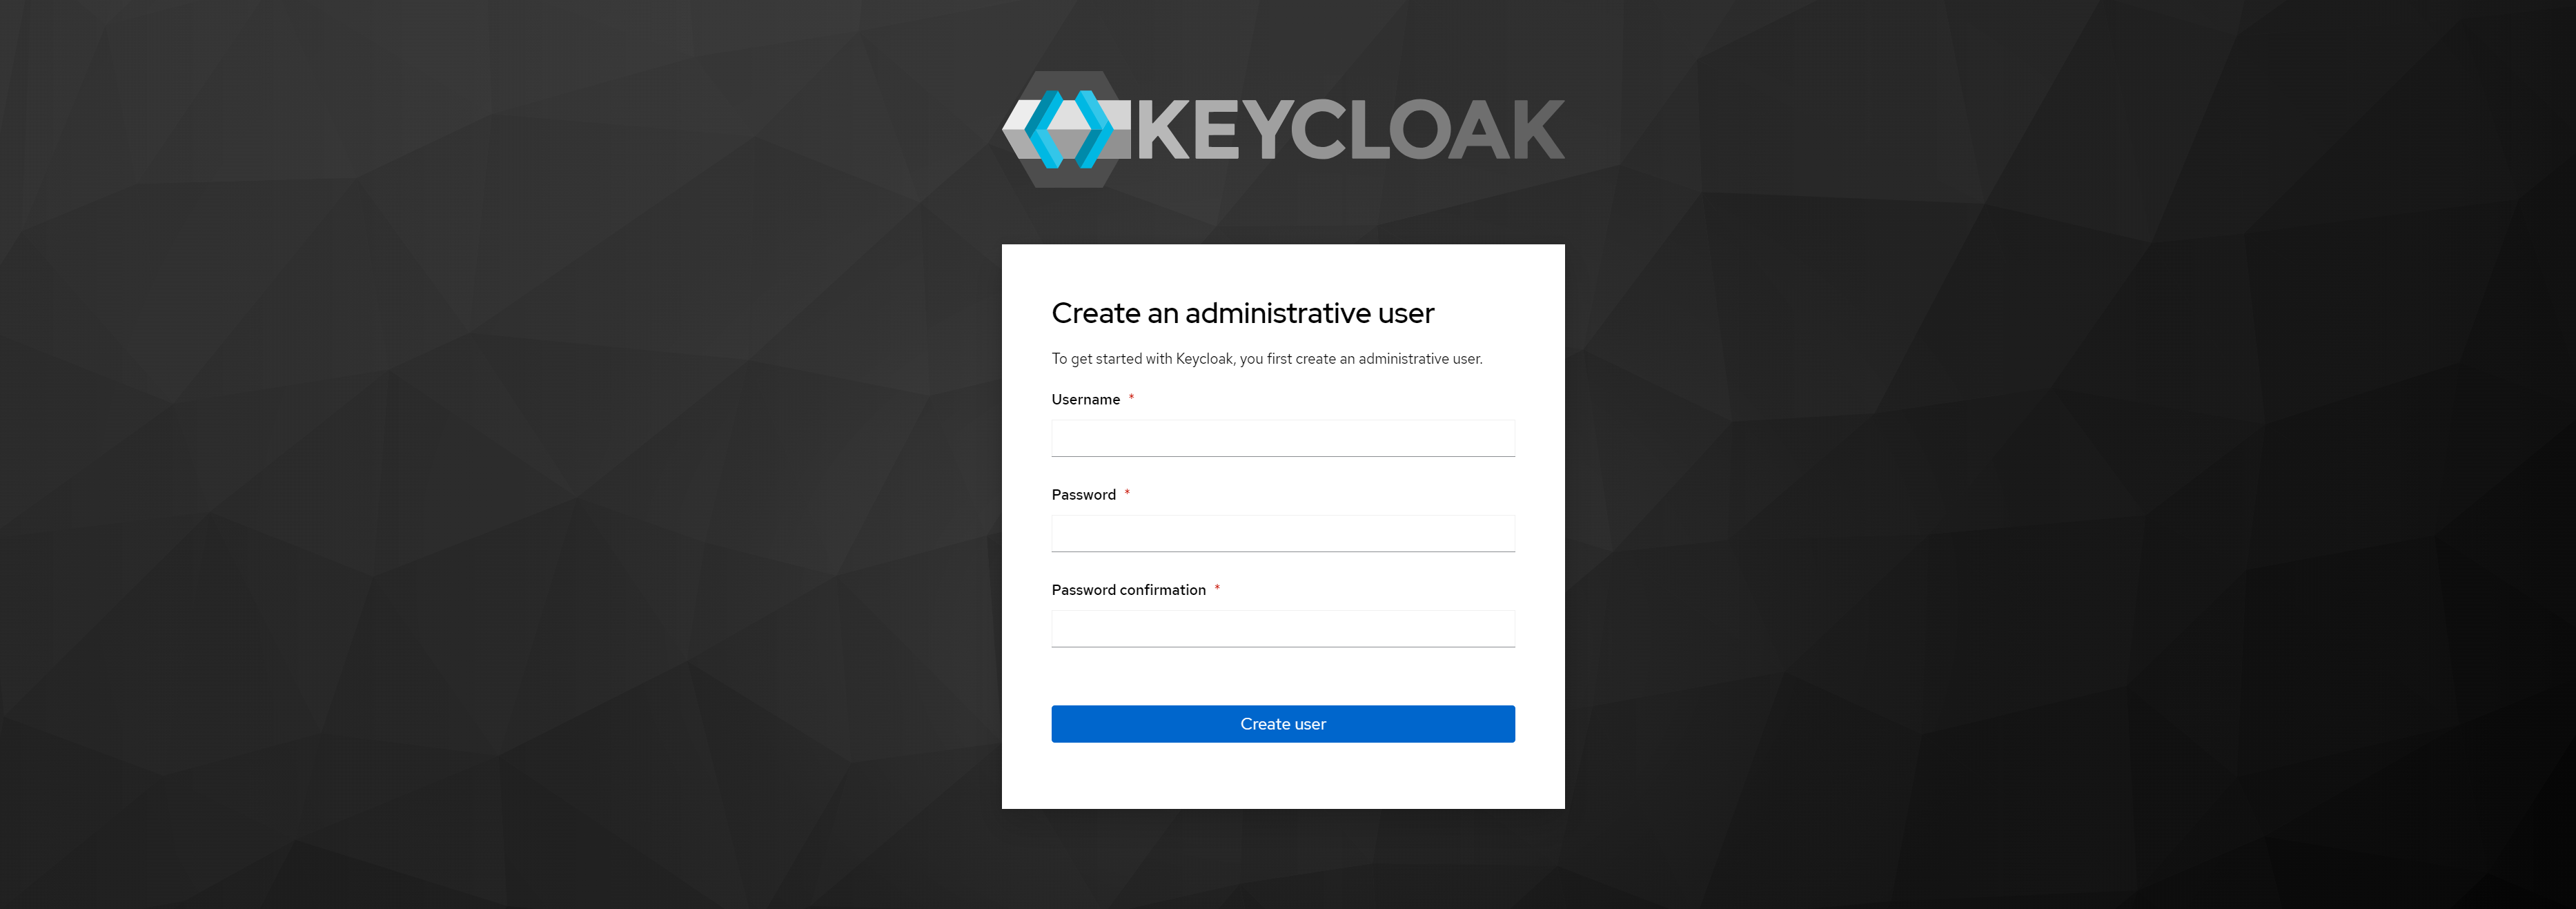 KEYCLOAK
Create an administrative user
To get started with Keycloak, you first create an administrative user.
Username *
Password *
Password confirmation *
Create user